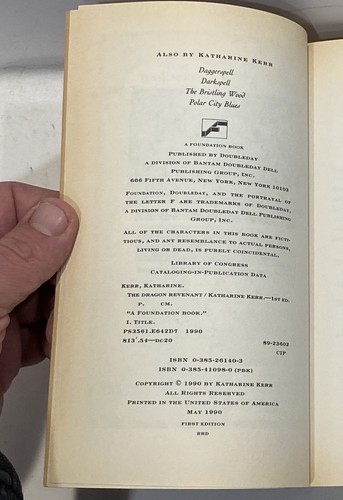 ALSO BY KATHARINE KERR
Daggerspell
Darkspell
The Bristling Wood
Polar City Blues
F
A FOUNDATION BOOK
PUBLISHED BY DOUBLEDAY
A DIVISION OF BANTAM DOUBLEDAY DELL
PUBLISHING GROUP, INC.
666 FIFTH AVENUE, NEW YORK, NEW YORK 10103
FOUNDATION, DOUBLEDAY, AND THE PORTRAYAL OF
THE LETTER F ARE TRADEMARKS OF DOUBLEDAY,
A DIVISION OF BANTAM DOUBLEDAY DELL PUBLISHING
GROUP, INC.
ALL OF THE CHARACTERS IN THIS BOOK ARE FICTI-
TIOUS, AND ANY RESEMBLANCE TO ACTUAL PERSONS,
LIVING OR DEAD, IS PURELY COINCIDENTAL.
LIBRARY OF CONGRESS
CATALOGING-IN-PUBLICATION DATA
KERR, KATHARINE.
THE DRAGON REVENANT / KATHARINE KERR.—1ST ED.
P. CM.
"A FOUNDATION BOOK."
I. TITLE.
PS3561.E642D7 1990
813'.54—DC20 89-23602
CIP
ISBN 0-385-26140-3
ISBN 0-385-41098-0 (PBK)
COPYRIGHT © 1990 BY KATHARINE KERR
ALL RIGHTS RESERVED
PRINTED IN THE UNITED STATES OF AMERICA
MAY 1990
FIRST EDITION
BBD